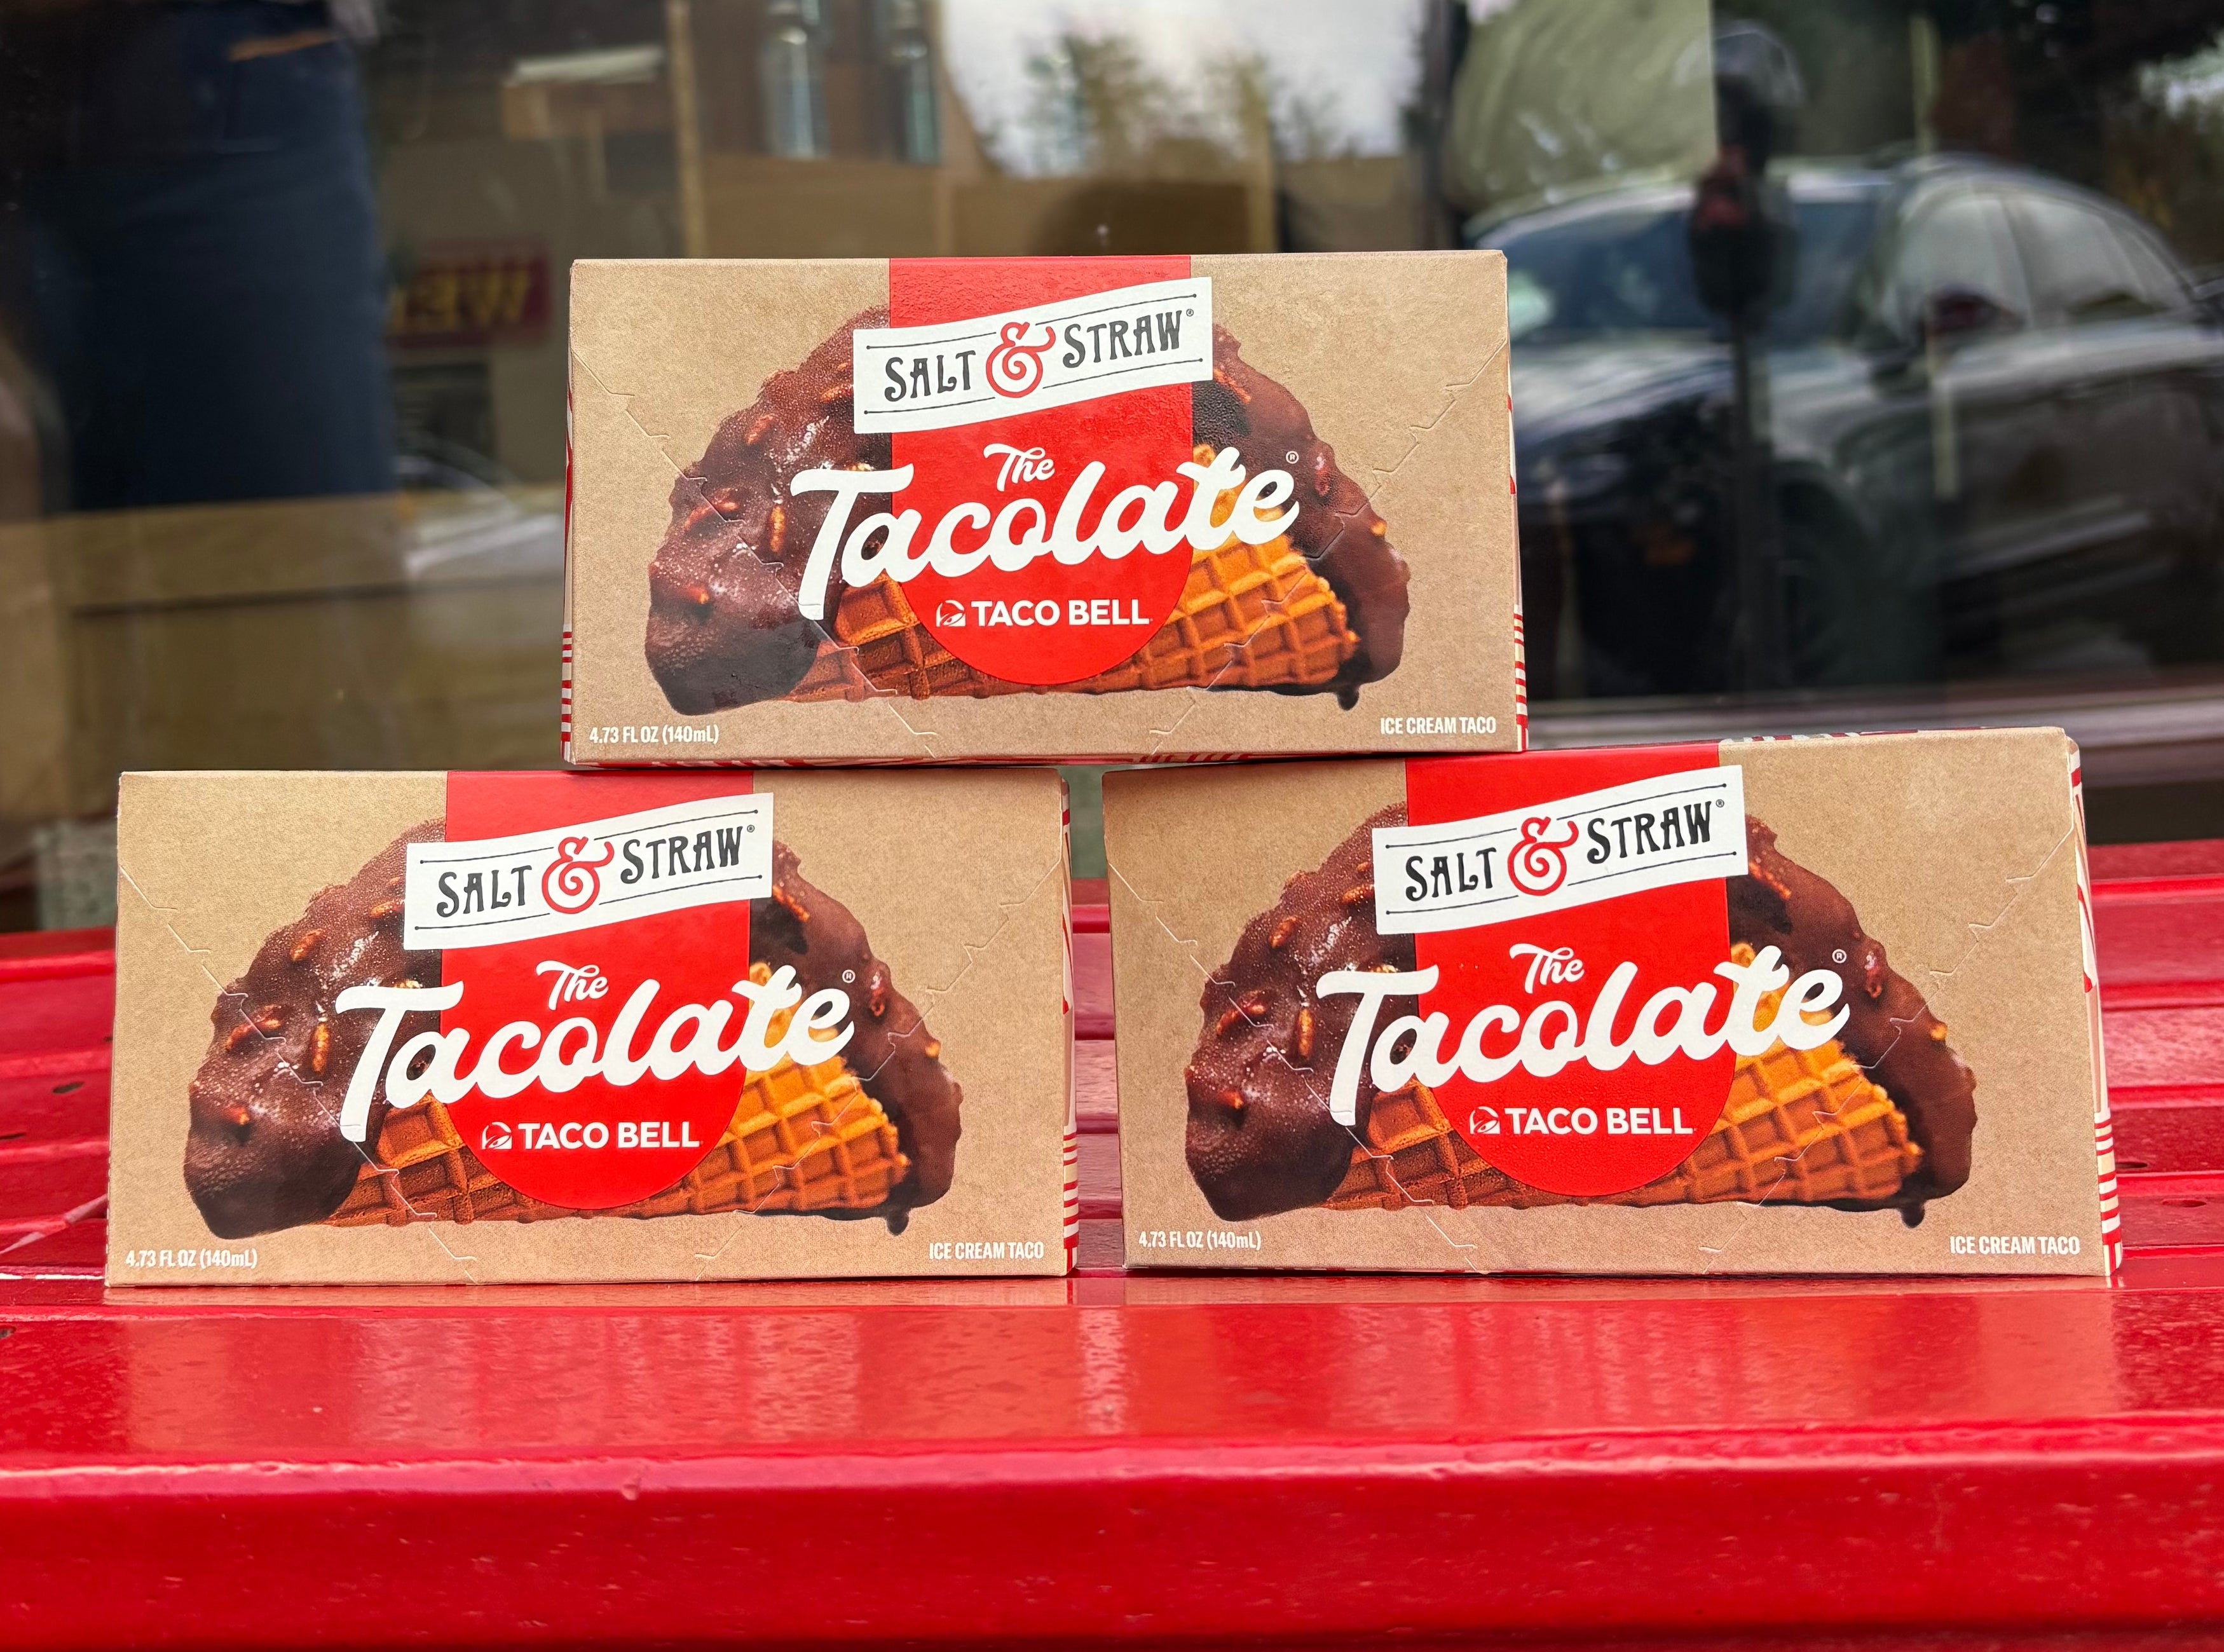 SALT & STRAW®
The
Tacolate®
TACO BELL
4.73 FL OZ (140mL)
ICE CREAM TACO
SALT & STRAW®
The
Tacolate®
TACO BELL
4.73 FL OZ (140mL)
ICE CREAM TACO
SALT & STRAW®
The
Tacolate®
TACO BELL
4.73 FL OZ (140mL)
ICE CREAM TACO